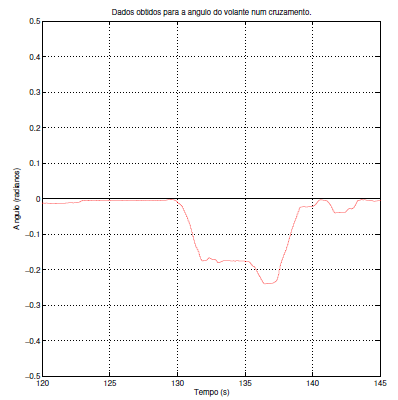 Dados obtidos para a angulo do volante num cruzamento.
0.5
0.4
0.3
0.2
0.1
0
−0.1
−0.2
−0.3
−0.4
−0.5
Angulo (radianos)
120 125 130 135 140 145
Tempo (s)